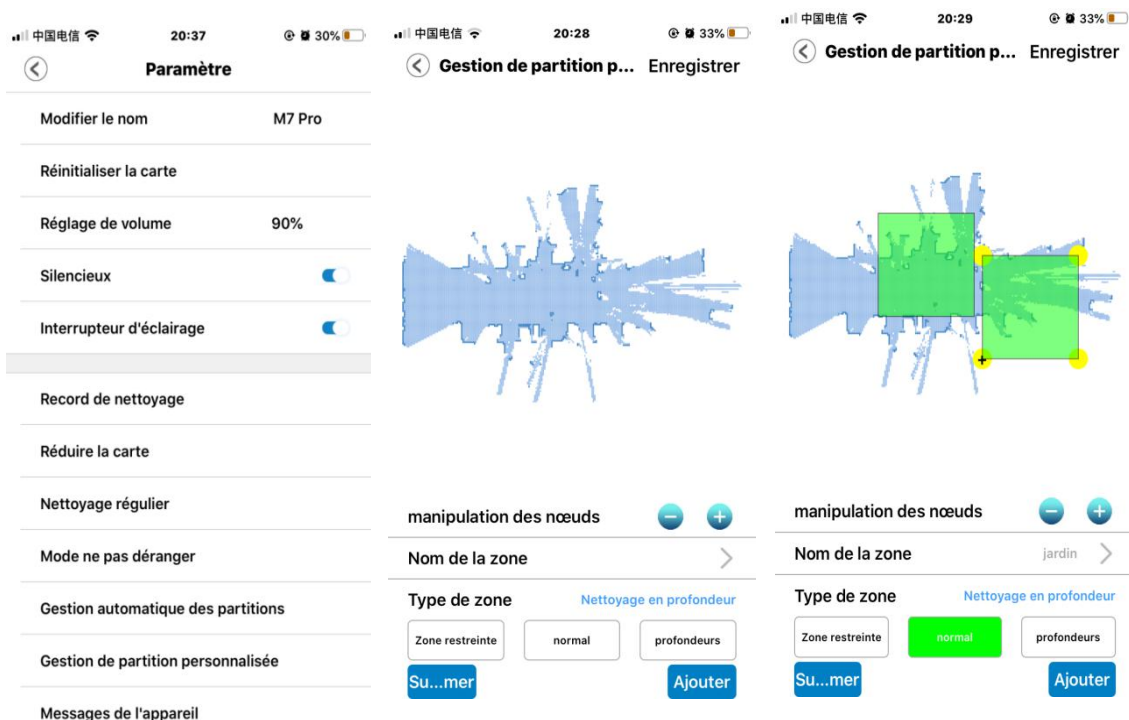 中国电信
20:37
30%
Paramètre
Modifier le nom M7 Pro
Réinitialiser la carte
Réglage de volume 90%
Silencieux
Interrupteur d'éclairage
Record de nettoyage
Réduire la carte
Nettoyage régulier
Mode ne pas déranger
Gestion automatique des partitions
Gestion de partition personnalisée
Messages de l'appareil
中国电信
20:28
33%
Gestion de partition p... Enregistrer
manipulation des nœuds
Nom de la zone
Type de zone Nettoyage en profondeur
Zone restreinte normal profondeurs
Su...mer Ajouter
中国电信
20:29
33%
Gestion de partition p... Enregistrer
manipulation des nœuds
Nom de la zone jardin
Type de zone Nettoyage en profondeur
Zone restreinte normal profondeurs
Su...mer Ajouter